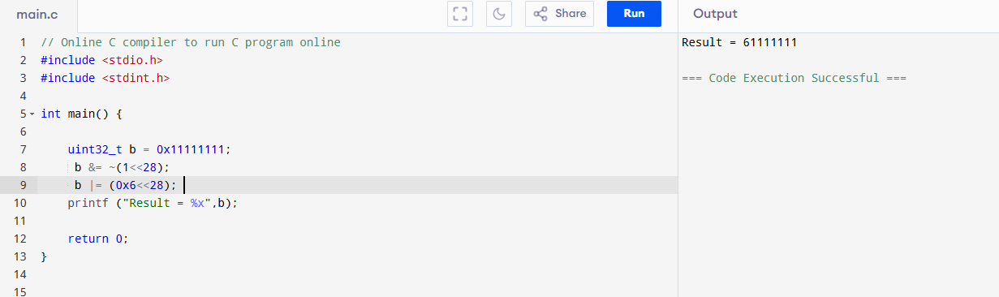 main.c
Share
Run
Output
1 // Online C compiler to run C program online
2 #include <stdio.h>
3 #include <stdint.h>
4
5 int main() {
6
7 uint32_t b = 0x11111111;
8 b &= ~(1<<28);
9 b |= (0x6<<28);
10 printf ("Result = %x",b);
11
12 return 0;
13 }
14
15
Result = 61111111
=== Code Execution Successful ===